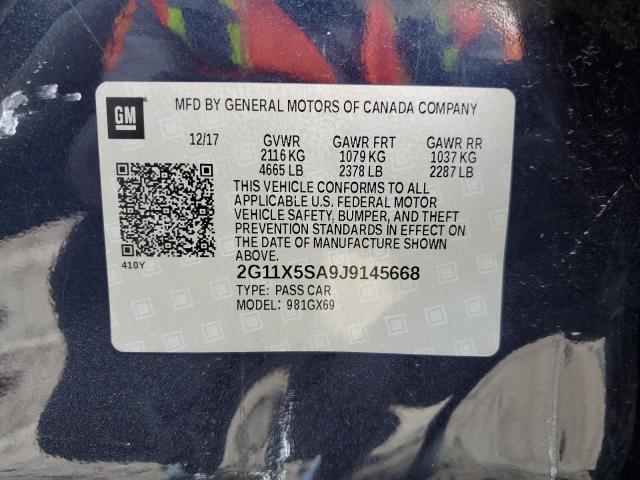 GM
MFD BY GENERAL MOTORS OF CANADA COMPANY
12/17 GVWR GAWR FRT GAWR RR
2116 KG 1079 KG 1037 KG
4665 LB 2378 LB 2287 LB
THIS VEHICLE CONFORMS TO ALL
APPLICABLE U.S. FEDERAL MOTOR
VEHICLE SAFETY, BUMPER, AND THEFT
PREVENTION STANDARDS IN EFFECT ON
THE DATE OF MANUFACTURE SHOWN
ABOVE.
410Y
2G11X5SA9J9145668
TYPE: PASS CAR
MODEL: 981GX69